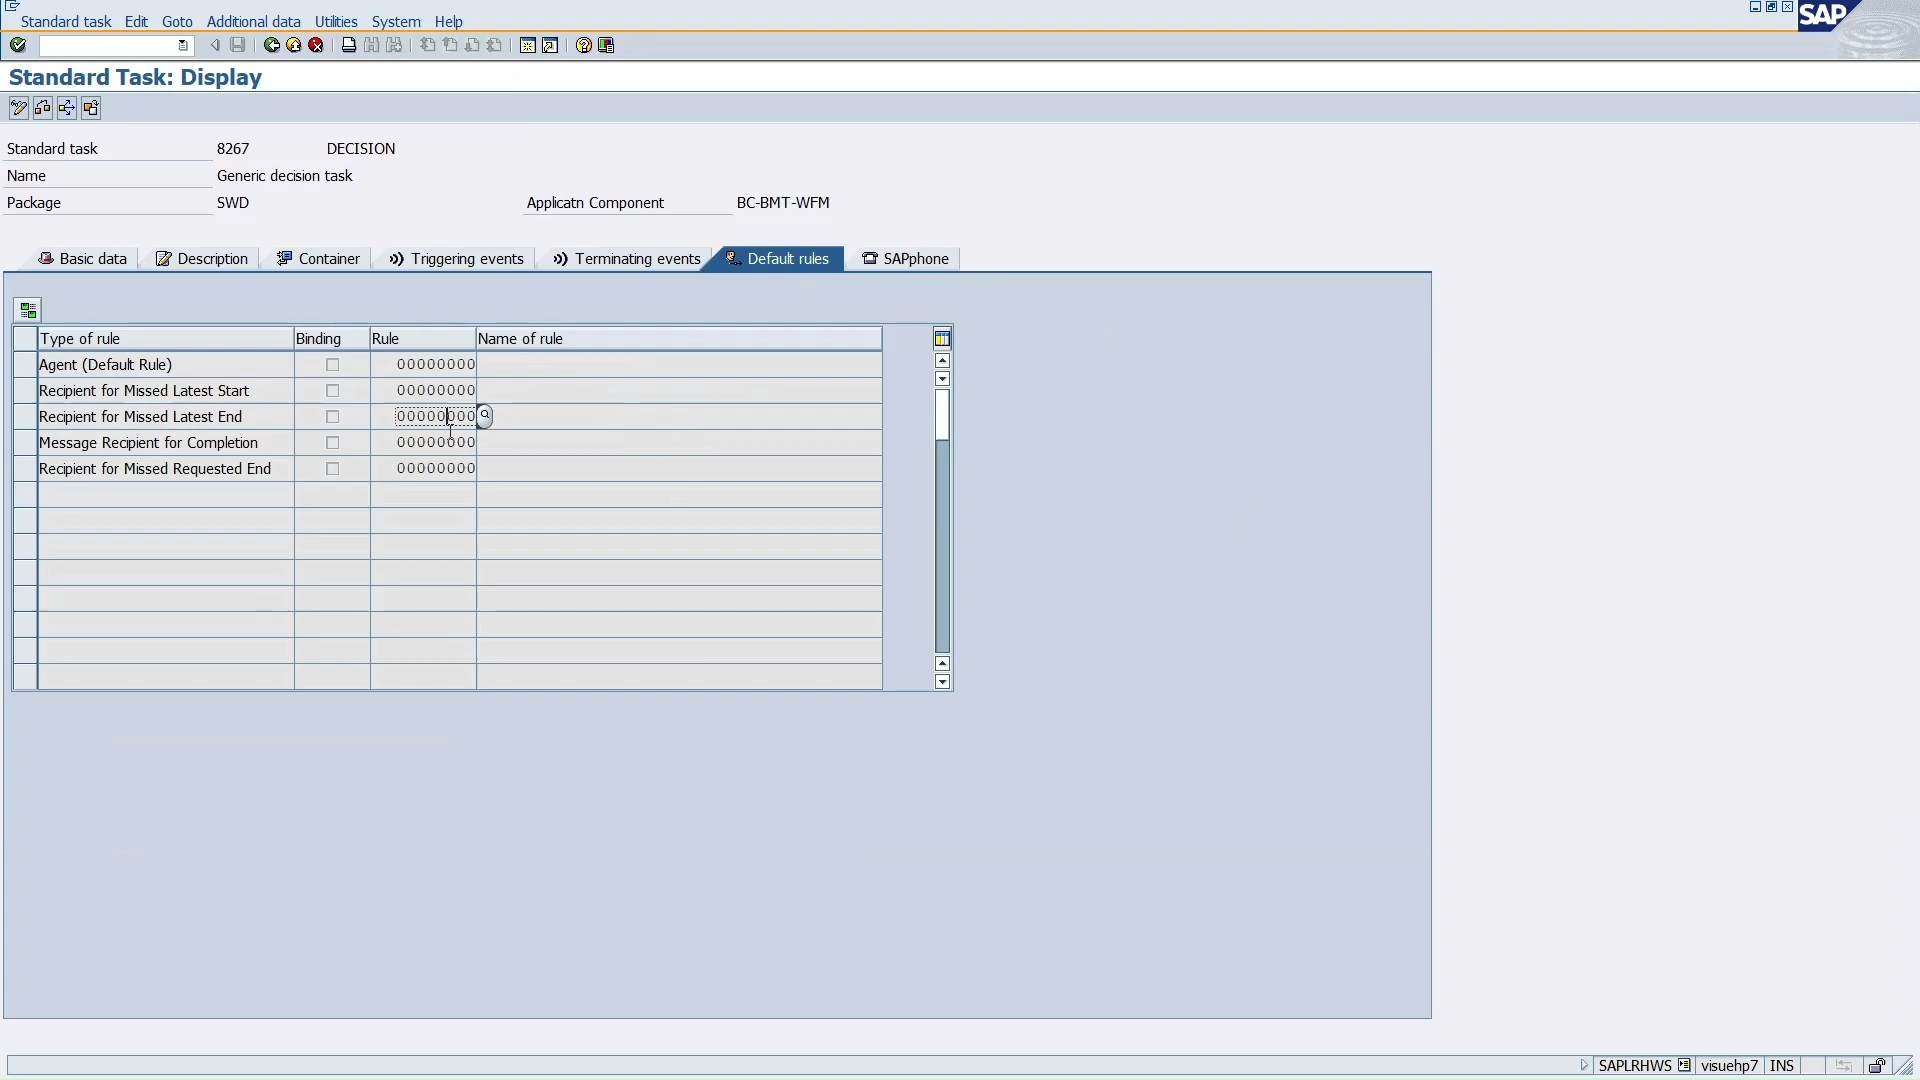 Standard task Edit Goto Additional data Utilities System Help
SAP
Standard Task: Display
Standard task 8267 DECISION
Name Generic decision task
Package SWD Applicatn Component BC-BMT-WFM
Basic data Description Container Triggering events Terminating events Default rules SAPphone
Type of rule Binding Rule Name of rule
Agent (Default Rule) 00000000
Recipient for Missed Latest Start 00000000
Recipient for Missed Latest End 00000000
Message Recipient for Completion 00000000
Recipient for Missed Requested End 00000000
SAPLRHWS visuehp7 INS